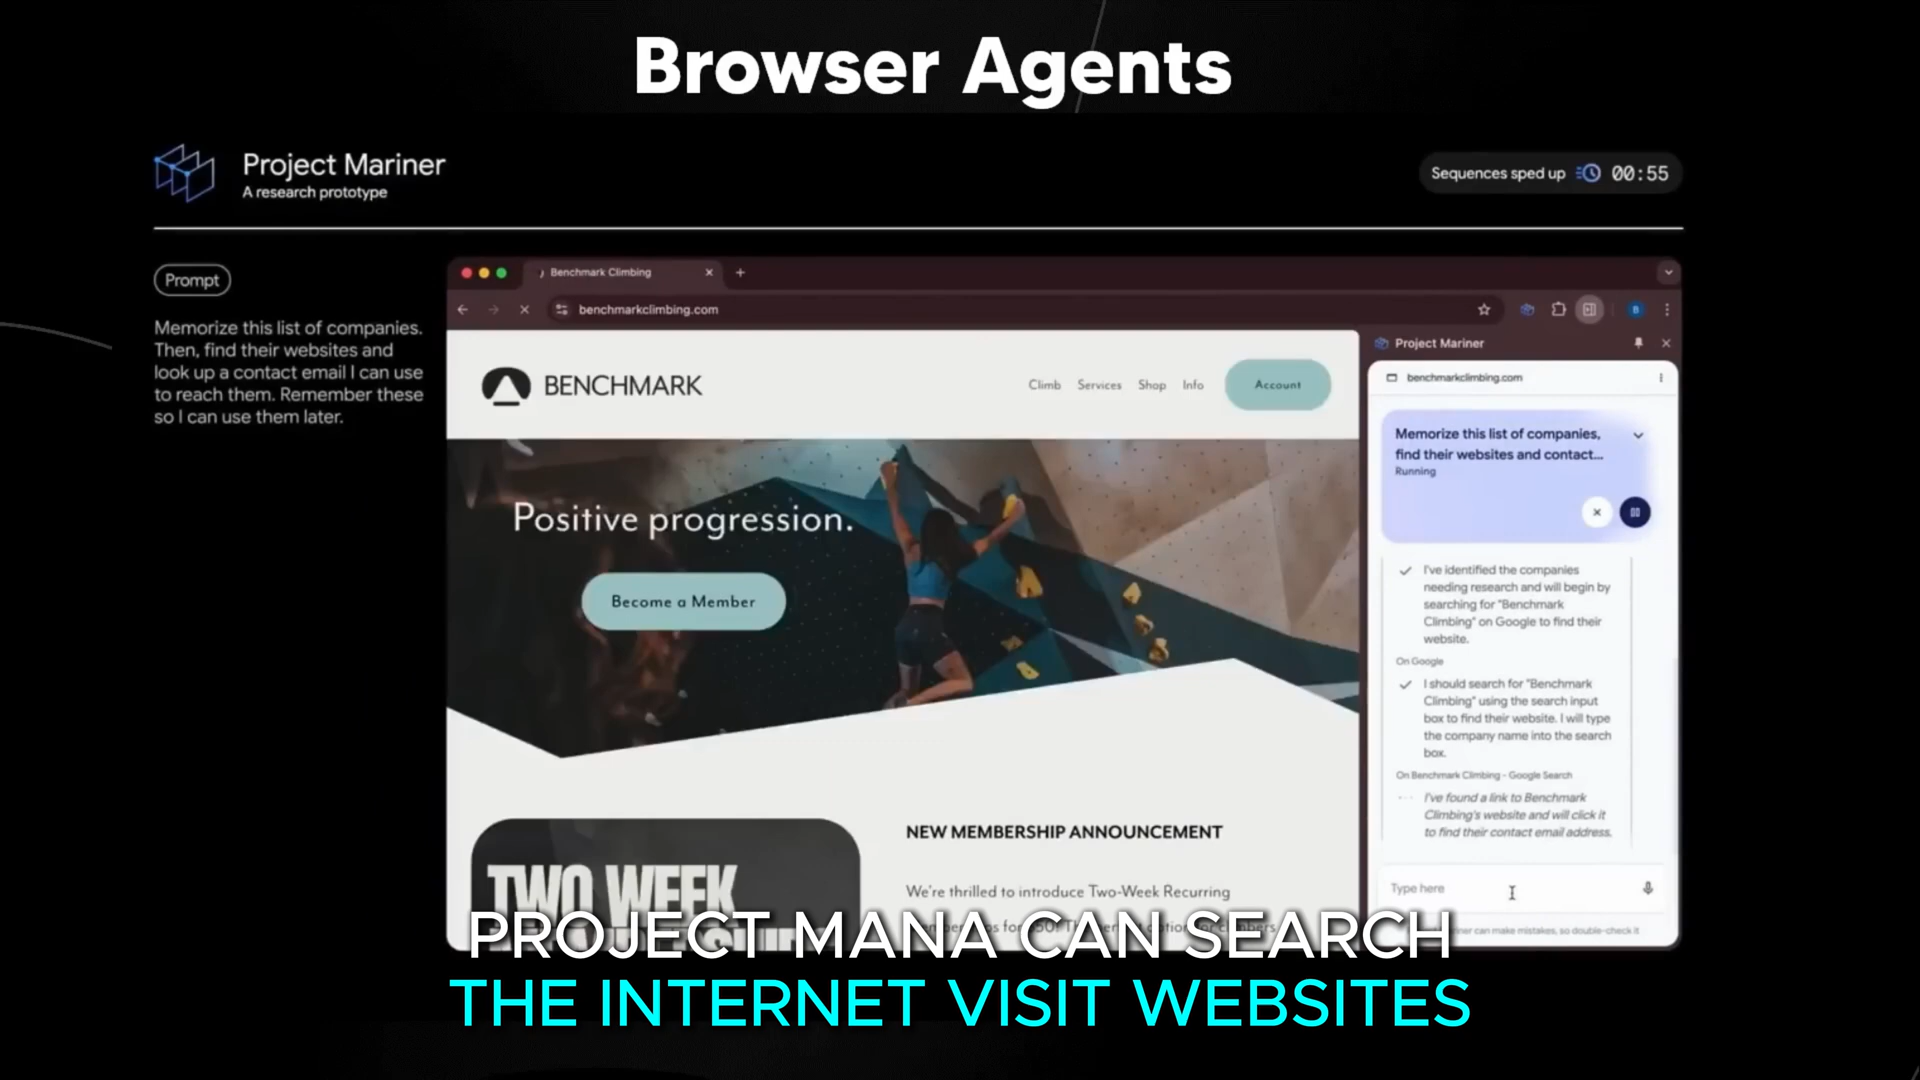 Browser Agents
Project Mariner
A research prototype
Sequences sped up 00:55
Prompt
Memorize this list of companies.
Then, find their websites and
look up a contact email I can use
to reach them. Remember these
so I can use them later.
Benchmark Climbing
benchmarkclimbing.com
B
BENCHMARK
Climb Services Shop Info Account
Positive progression.
Become a Member
TWO WEEK
NEW MEMBERSHIP ANNOUNCEMENT
We're thrilled to introduce Two-Week Recurring
Project Mariner
benchmarkclimbing.com
Memorize this list of companies,
find their websites and contact...
Running
I've identified the companies
needing research and will begin by
searching for "Benchmark
Climbing" on Google to find their
website.
On Google
I should search for "Benchmark
Climbing" using the search input
box to find their website. I will type
the company name into the search
box.
On Benchmark Climbing - Google Search
I've found a link to Benchmark
Climbing's website and will click it
to find their contact email address.
Type here
can make mistakes, so double-check it
PROJECT MANA CAN SEARCH
THE INTERNET VISIT WEBSITES